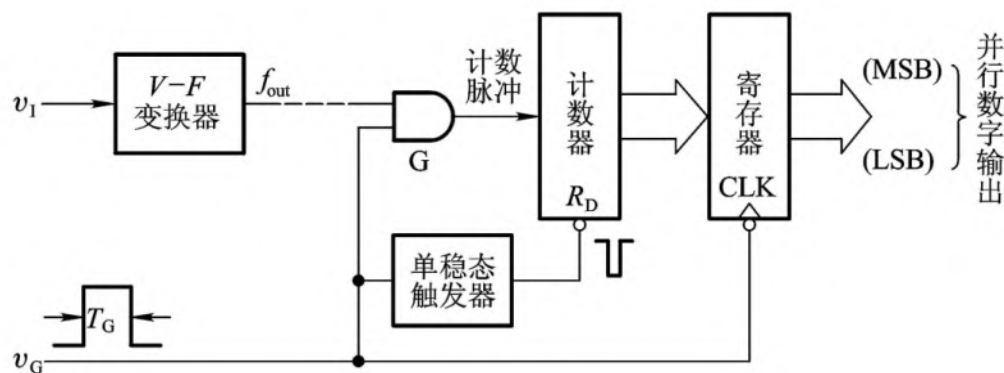 v_I
V-F
变换器
f_out
G
计数
脉冲
计数器
R_D
寄存器
CLK
(MSB)
(LSB)
并行数字输出
单稳态
触发器
T_G
v_G